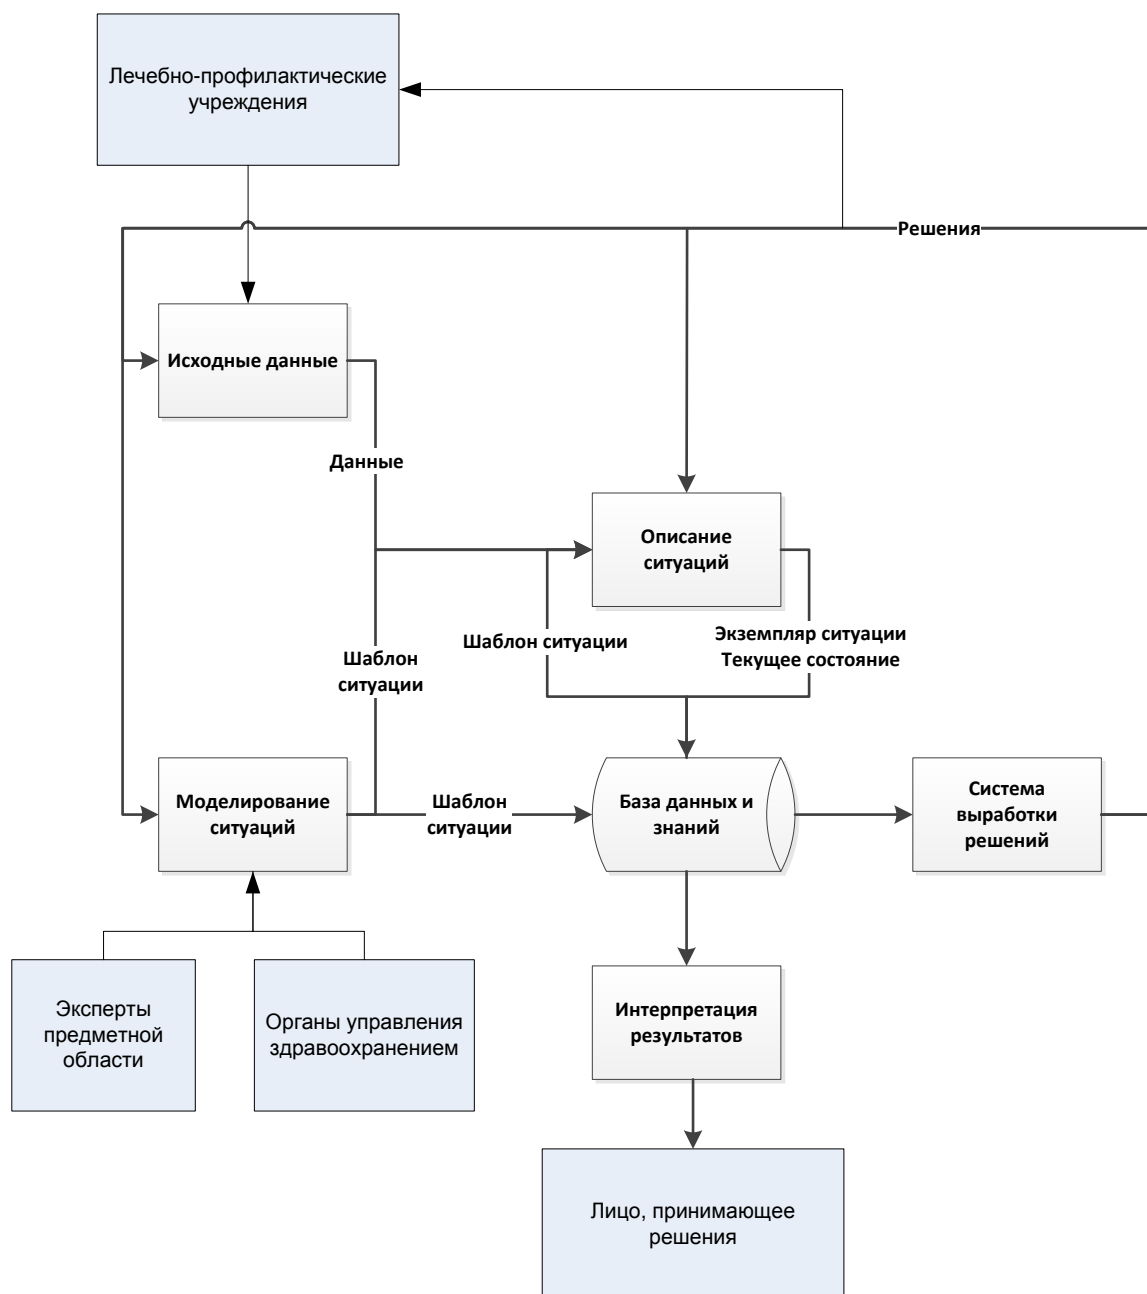 Лечебно-профилактические
учреждения
Решения
Исходные данные
Данные
Описание
ситуаций
Шаблон ситуации
Экземпляр ситуации
Текущее состояние
Шаблон
ситуации
Моделирование
ситуаций
Шаблон
ситуации
База данных и
знаний
Система
выработки
решений
Эксперты
предметной
области
Органы управления
здравоохранением
Интерпретация
результатов
Лицо, принимающее
решения